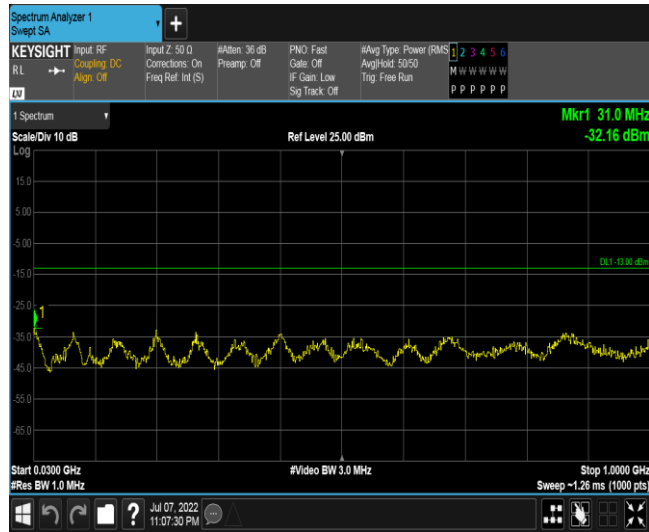 Spectrum Analyzer 1
Swept SA
+
KEYSIGHT Input: RF Input Z: 50 Ω #Atten: 36 dB PNO: Fast #Avg Type: Power (RMS 1 2 3 4 5 6
RL Coupling: DC Corrections: On Preamp: Off Gate: Off Avg|Hold: 50/50 M W W W W W
Align: Off Freq Ref: Int (S) IF Gain: Low Trig: Free Run
Sig Track: Off P P P P P P
LXI
1 Spectrum Mkr1 31.0 MHz
Scale/Div 10 dB Ref Level 25.00 dBm -32.16 dBm
Log
15.0
5.00
-5.00
DL1 -13.00 dBm
-15.0
-25.0
1
-35.0
-45.0
-55.0
-65.0
Start 0.0300 GHz #Video BW 3.0 MHz Stop 1.0000 GHz
#Res BW 1.0 MHz Sweep ~1.26 ms (1000 pts)
? Jul 07, 2022
11:07:30 PM